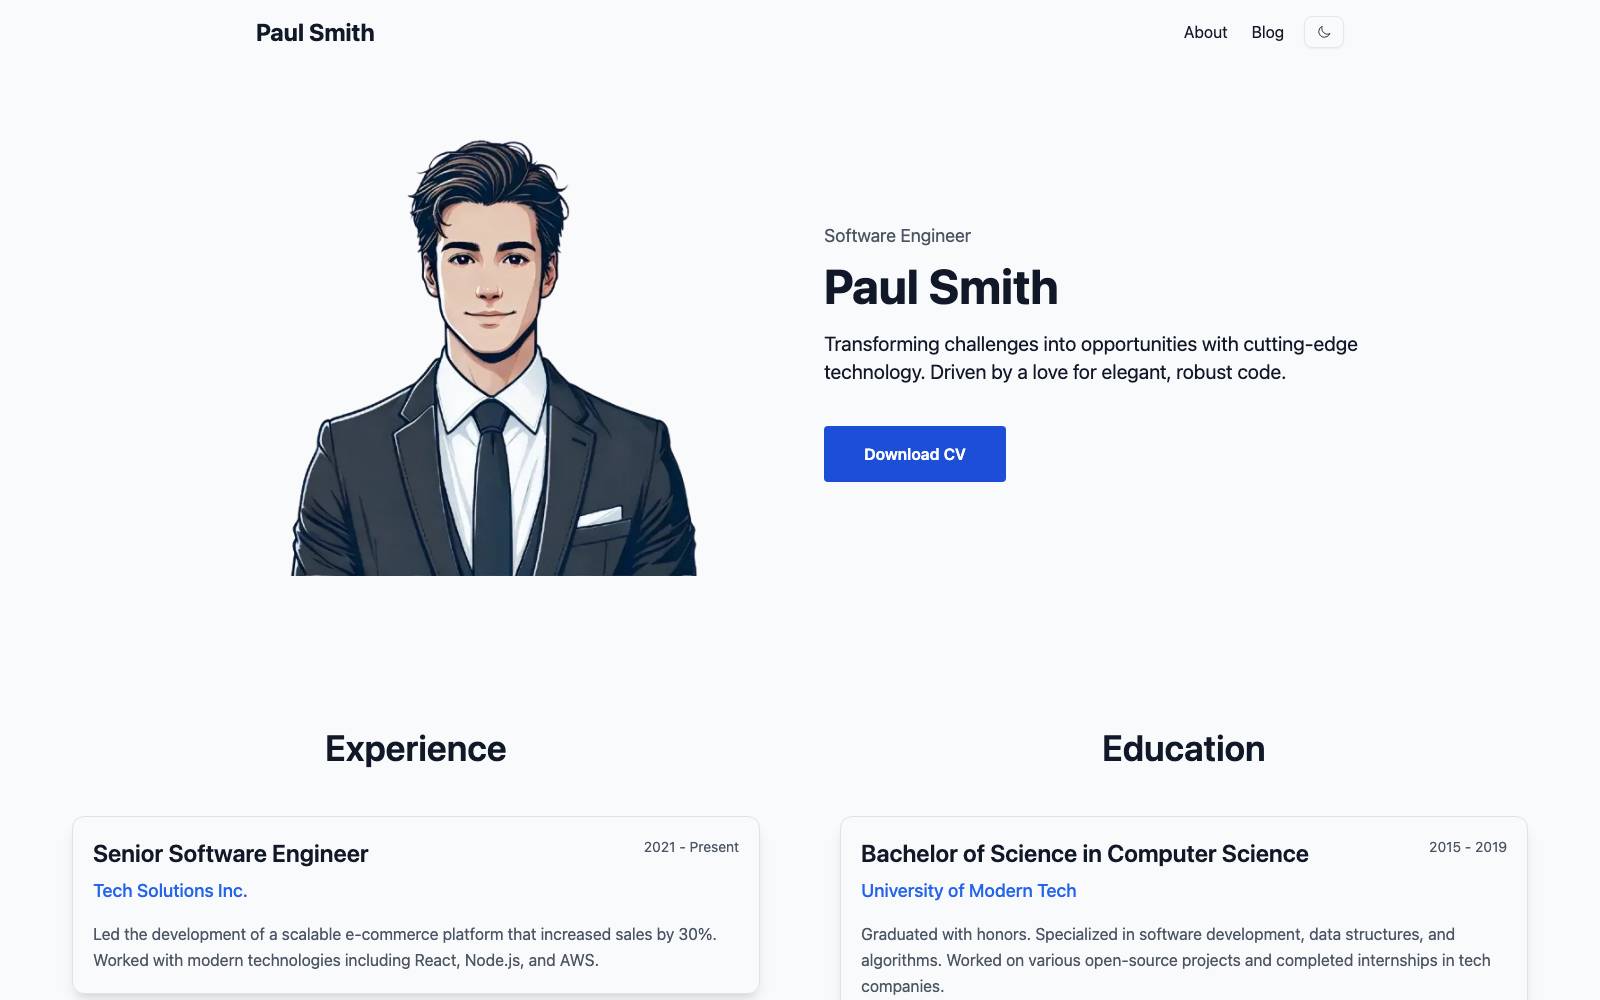 Paul Smith
About
Blog
Software Engineer
Paul Smith
Transforming challenges into opportunities with cutting-edge
technology. Driven by a love for elegant, robust code.
Download CV
Experience
Senior Software Engineer
2021 - Present
Tech Solutions Inc.
Led the development of a scalable e-commerce platform that increased sales by 30%.
Worked with modern technologies including React, Node.js, and AWS.
Education
Bachelor of Science in Computer Science
2015 - 2019
University of Modern Tech
Graduated with honors. Specialized in software development, data structures, and
algorithms. Worked on various open-source projects and completed internships in tech
companies.